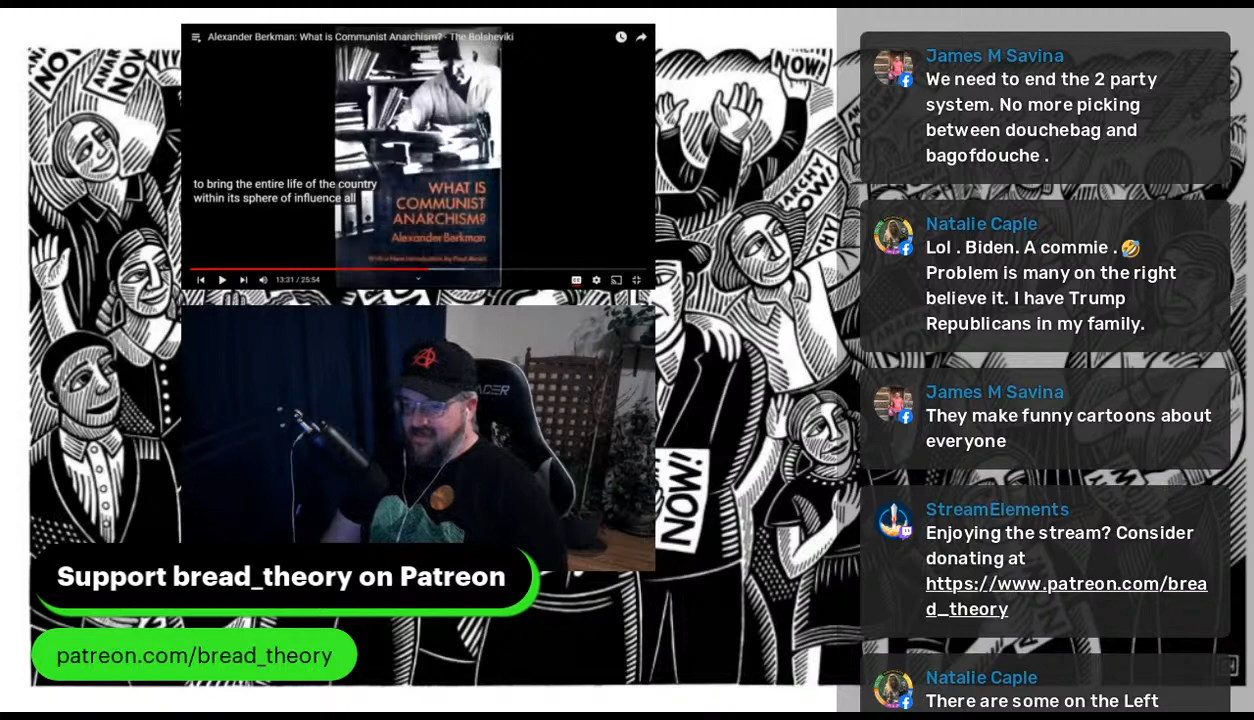 Alexander Berkman: What is Communist Anarchism? - The Bolsheviki
to bring the entire life of the country
within its sphere of influence all
WHAT IS
COMMUNIST
ANARCHISM?
Alexander Berkman
13:31 / 25:54
NOW!
NOW!
ANARCHY
NOW!
NOW!
Support bread_theory on Patreon
patreon.com/bread_theory
James M Savina
We need to end the 2 party
system. No more picking
between douchebag and
bagofdouche .
Natalie Caple
Lol . Biden. A commie . 🤣
Problem is many on the right
believe it. I have Trump
Republicans in my family.
James M Savina
They make funny cartoons about
everyone
StreamElements
Enjoying the stream? Consider
donating at
https://www.patreon.com/brea
d_theory
Natalie Caple
There are some on the Left